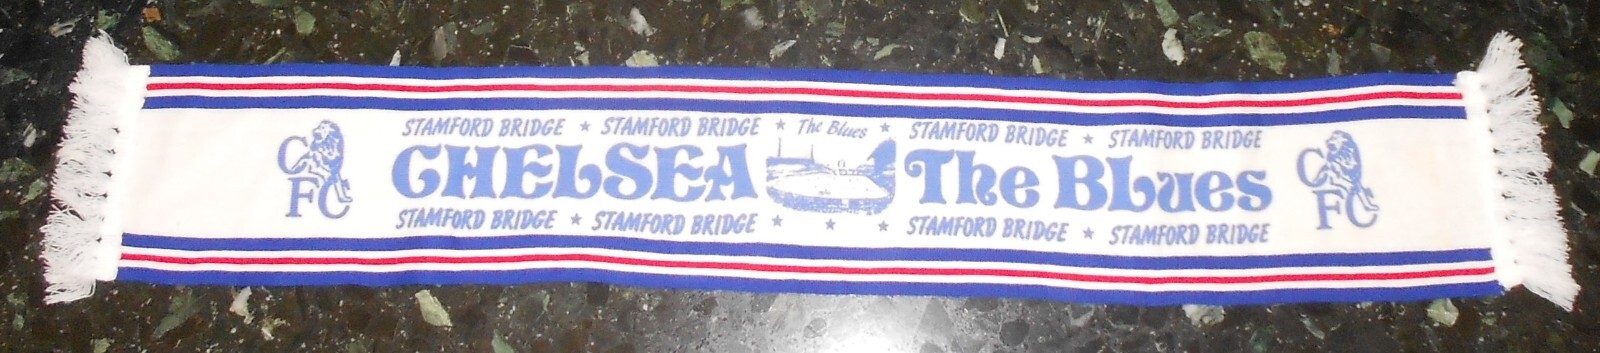 STAMFORD BRIDGE ★ STAMFORD BRIDGE ★ The Blues ★ STAMFORD BRIDGE ★ STAMFORD BRIDGE
CFC CHELSEA The Blues CFC
STAMFORD BRIDGE ★ STAMFORD BRIDGE ★ ★ ★ STAMFORD BRIDGE ★ STAMFORD BRIDGE